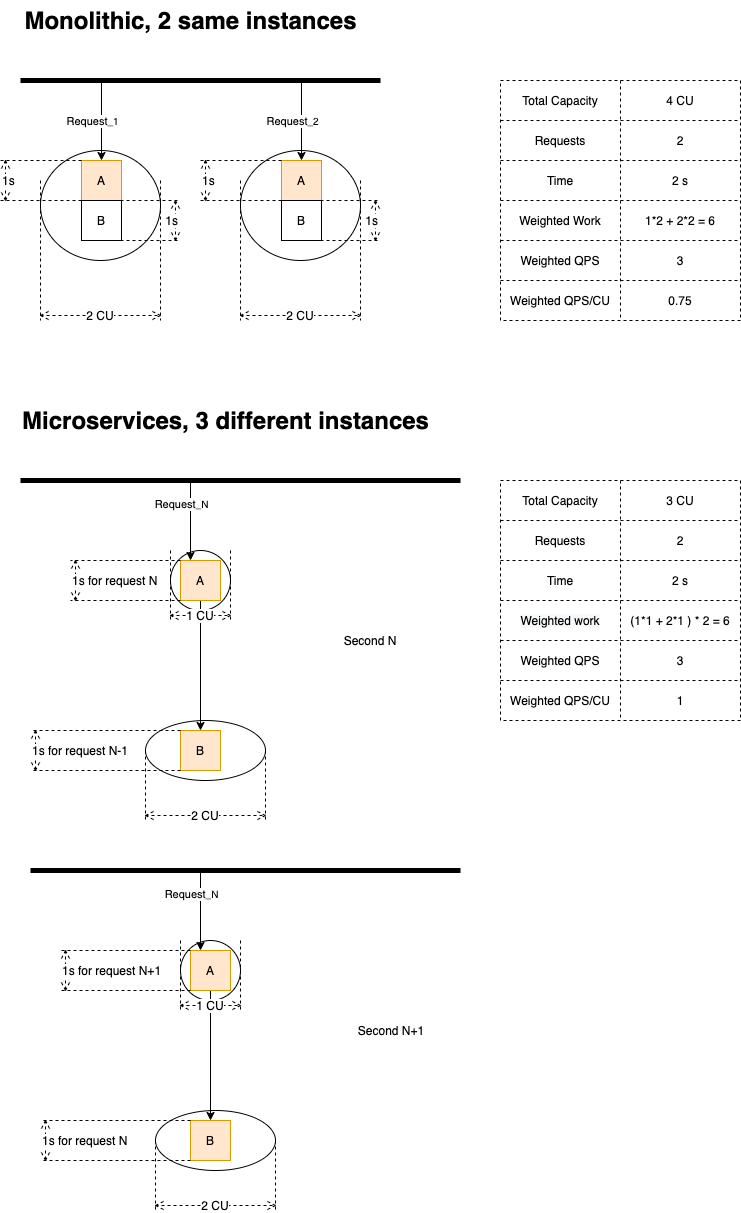 Monolithic, 2 same instances
Request_1
Request_2
A
A
1s
1s
B
B
1s
1s
2 CU
2 CU
Total Capacity 4 CU
Requests 2
Time 2 s
Weighted Work 1*2 + 2*2 = 6
Weighted QPS 3
Weighted QPS/CU 0.75
Microservices, 3 different instances
Request_N
1s for request N
A
1 CU
Second N
1s for request N-1
B
2 CU
Total Capacity 3 CU
Requests 2
Time 2 s
Weighted work (1*1 + 2*1 ) * 2 = 6
Weighted QPS 3
Weighted QPS/CU 1
Request_N
1s for request N+1
A
1 CU
Second N+1
1s for request N
B
2 CU